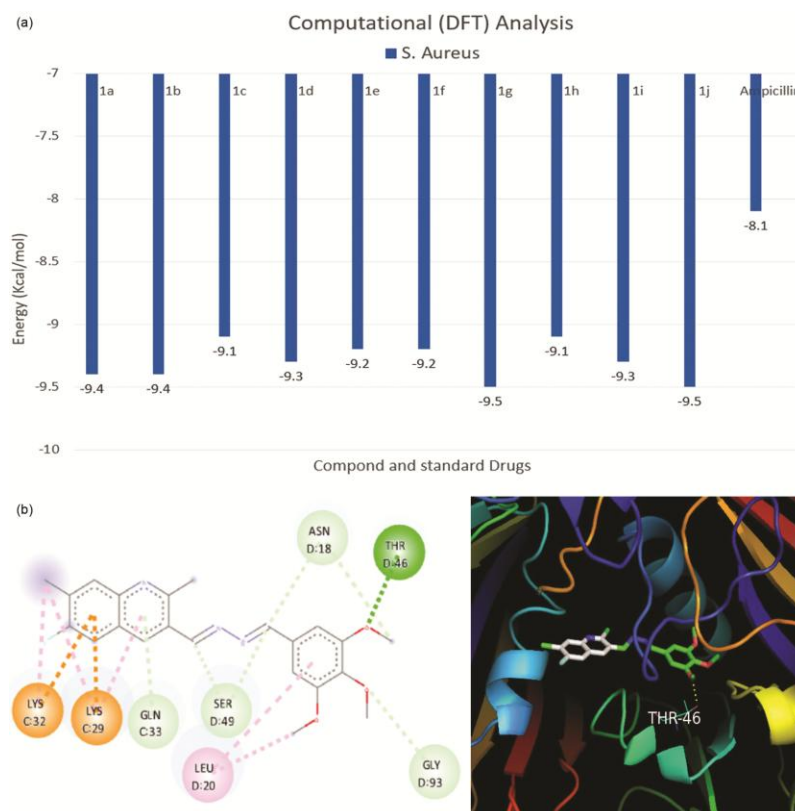 (a)
Computational (DFT) Analysis
S. Aureus
-7
-7.5
-8
-8.5
-9
-9.5
-10
Energy (Kcal/mol)
1a 1b 1c 1d 1e 1f 1g 1h 1i 1j Ampicillin
-9.4 -9.4 -9.1 -9.3 -9.2 -9.2 -9.5 -9.1 -9.3 -9.5 -8.1
Compond and standard Drugs
(b)
ASN
D:18
THR
D:46
LYS
C:32
LYS
C:29
GLN
C:33
SER
D:49
LEU
D:20
GLY
D:93
THR-46